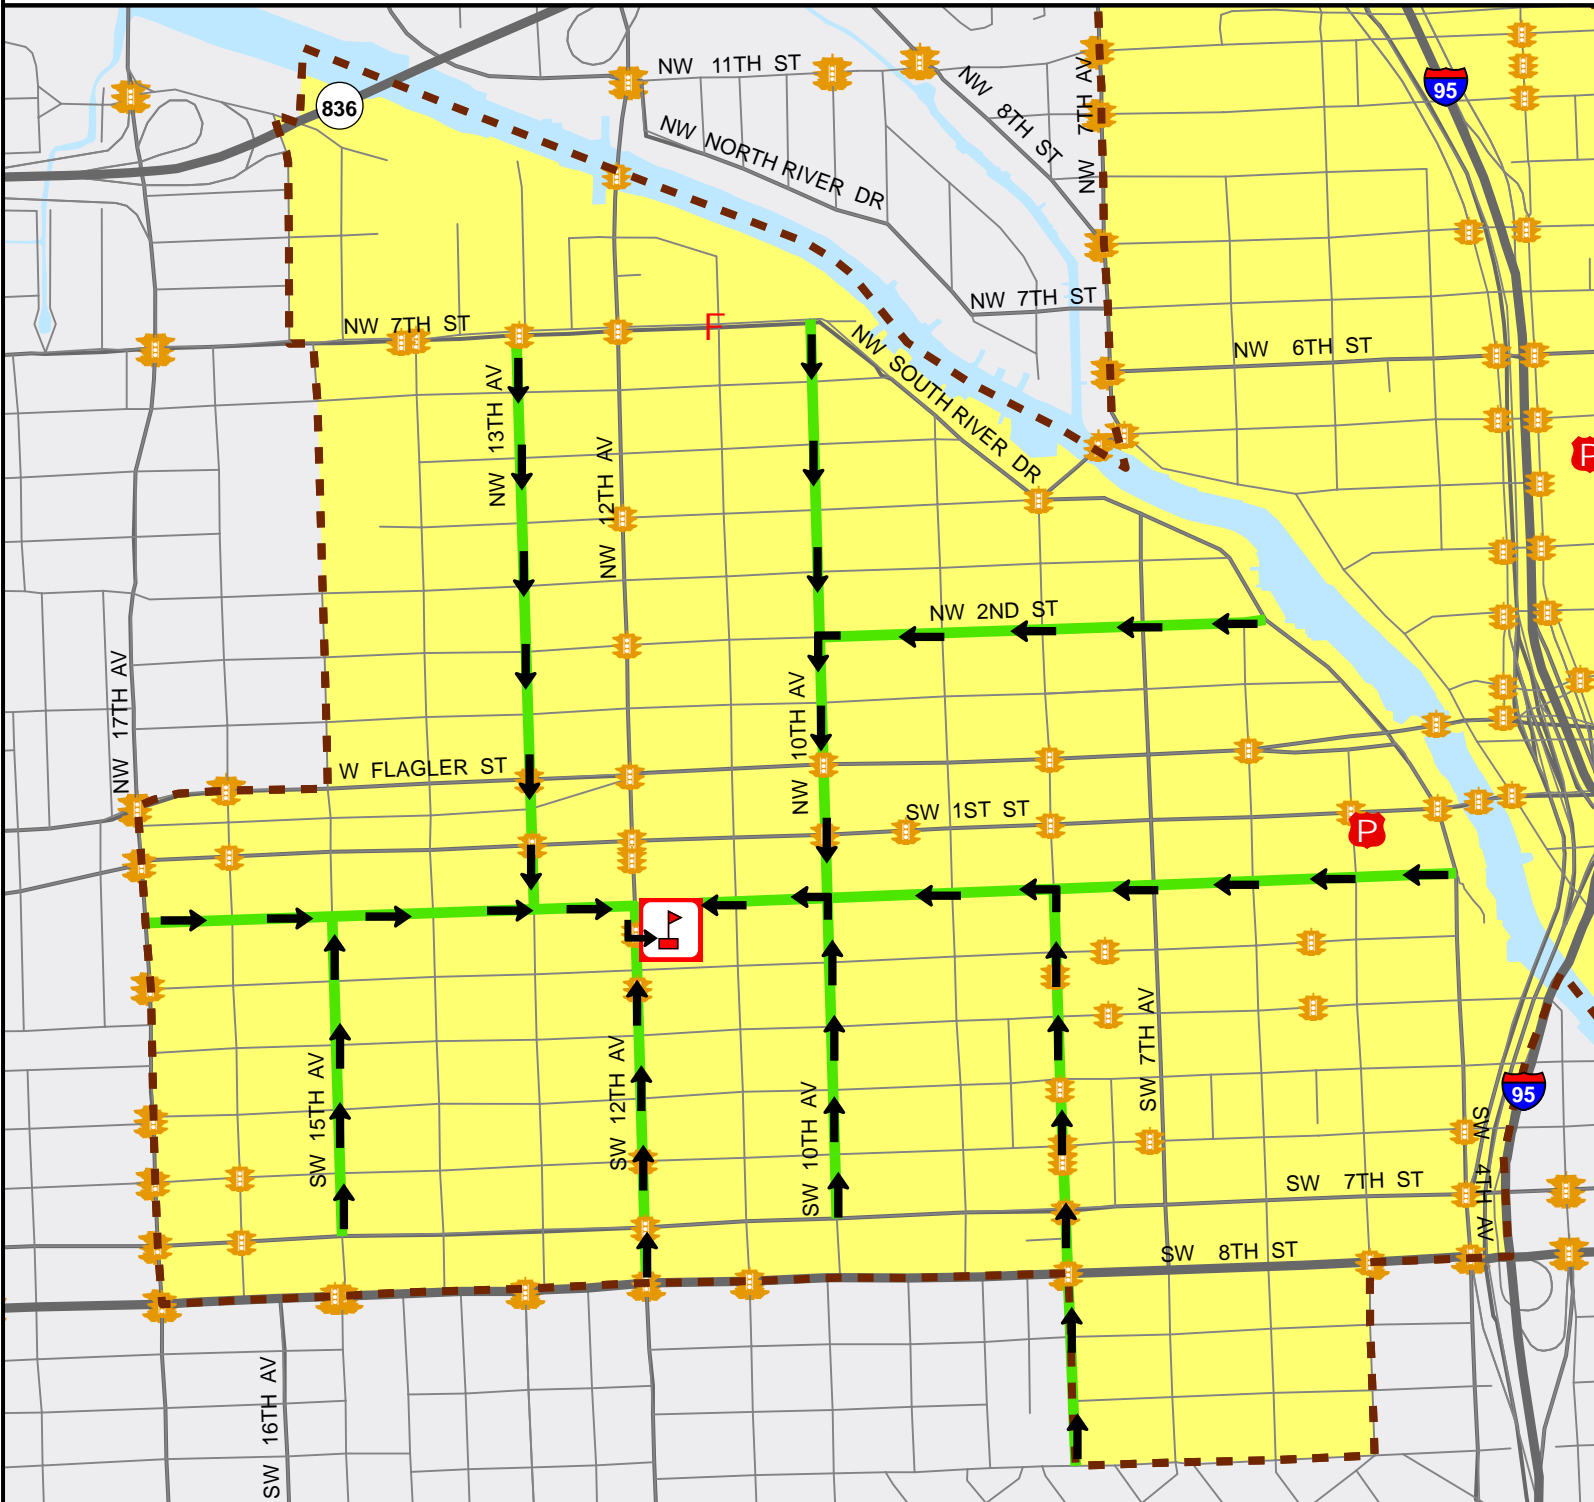 NW 11TH ST
95
836
NW 8TH ST
NW 7TH AV
NW NORTH RIVER DR
NW 7TH ST
NW 7TH ST
F
NW SOUTH RIVER DR
NW 6TH ST
NW 13TH AV
NW 12TH AV
P
NW 2ND ST
NW 17TH AV
NW 10TH AV
W FLAGLER ST
SW 1ST ST
P
SW 7TH AV
SW 15TH AV
SW 12TH AV
SW 10TH AV
95
SW 4TH AV
SW 7TH ST
SW 8TH ST
SW 16TH AV